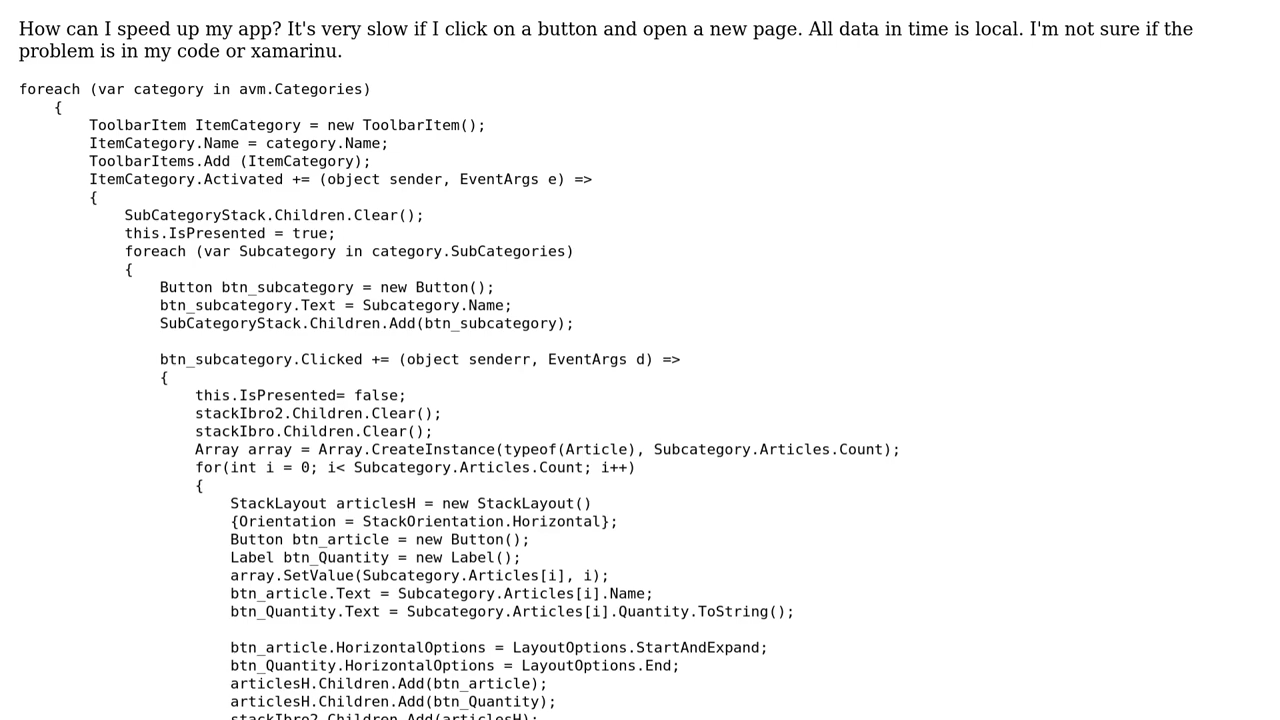 How can I speed up my app? It's very slow if I click on a button and open a new page. All data in time is local. I'm not sure if the
problem is in my code or xamarinu.
foreach (var category in avm.Categories)
    {
        ToolbarItem ItemCategory = new ToolbarItem();
        ItemCategory.Name = category.Name;
        ToolbarItems.Add (ItemCategory);
        ItemCategory.Activated += (object sender, EventArgs e) =>
        {
            SubCategoryStack.Children.Clear();
            this.IsPresented = true;
            foreach (var Subcategory in category.SubCategories)
            {
                Button btn_subcategory = new Button();
                btn_subcategory.Text = Subcategory.Name;
                SubCategoryStack.Children.Add(btn_subcategory);

                btn_subcategory.Clicked += (object senderr, EventArgs d) =>
                {
                    this.IsPresented= false;
                    stackIbro2.Children.Clear();
                    stackIbro.Children.Clear();
                    Array array = Array.CreateInstance(typeof(Article), Subcategory.Articles.Count);
                    for(int i = 0; i< Subcategory.Articles.Count; i++)
                    {
                        StackLayout articlesH = new StackLayout()
                        {Orientation = StackOrientation.Horizontal};
                        Button btn_article = new Button();
                        Label btn_Quantity = new Label();
                        array.SetValue(Subcategory.Articles[i], i);
                        btn_article.Text = Subcategory.Articles[i].Name;
                        btn_Quantity.Text = Subcategory.Articles[i].Quantity.ToString();

                        btn_article.HorizontalOptions = LayoutOptions.StartAndExpand;
                        btn_Quantity.HorizontalOptions = LayoutOptions.End;
                        articlesH.Children.Add(btn_article);
                        articlesH.Children.Add(btn_Quantity);
                        stackIbro2.Children.Add(articlesH);